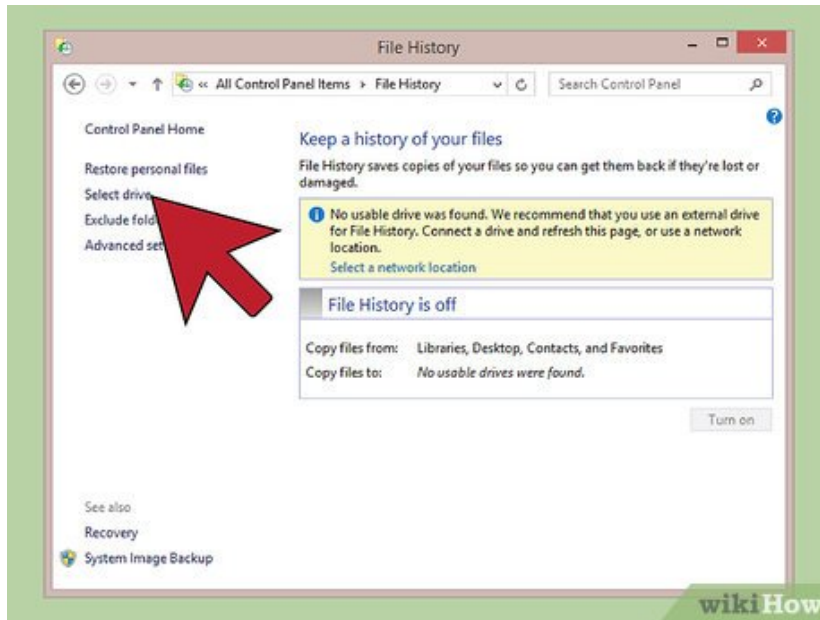 File History
« All Control Panel Items › File History
Search Control Panel
Control Panel Home
Restore personal files
Select drive
Exclude
Advanced
See also
Recovery
System Image Backup
Keep a history of your files
File History saves copies of your files so you can get them back if they're lost or
damaged.
No usable drive was found. We recommend that you use an external drive
for File History. Connect a drive and refresh this page, or use a network
location.
Select a network location
File History is off
Copy files from: Libraries, Desktop, Contacts, and Favorites
Copy files to: No usable drives were found.
Turn on
wikiHow